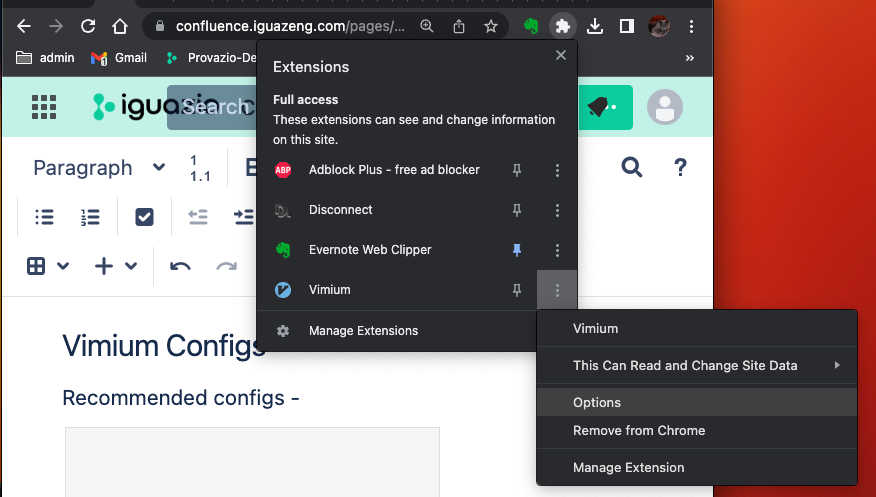 confluence.iguazeng.com/pages/...
admin
Gmail
Provazio-De
»
Extensions
Full access
These extensions can see and change information
on this site.
ABP
Adblock Plus - free ad blocker
Disconnect
Evernote Web Clipper
Vimium
Manage Extensions
Vimium
This Can Read and Change Site Data
Options
Remove from Chrome
Manage Extension
iguazio
Search
Paragraph
1
1.1
B
?
Vimium Configs
Recommended configs -